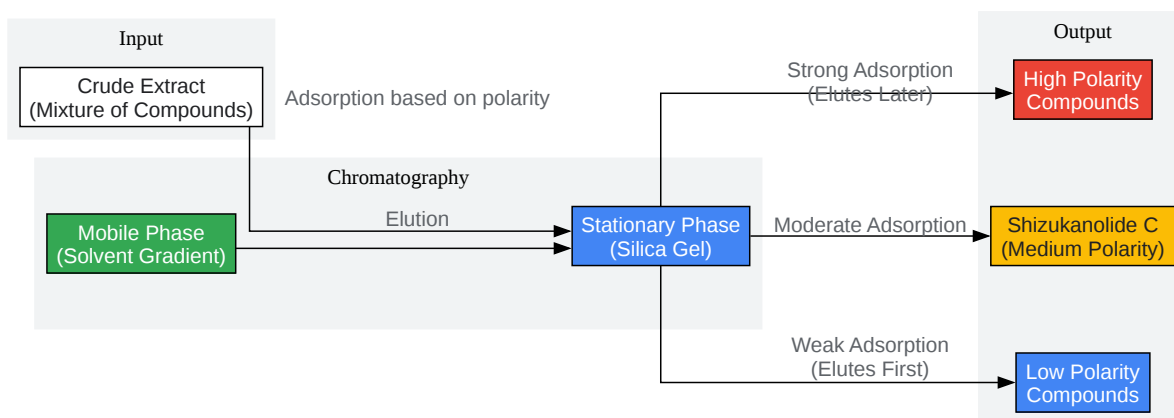 Input
Crude Extract
(Mixture of Compounds)
Adsorption based on polarity
Chromatography
Mobile Phase
(Solvent Gradient)
Elution
Stationary Phase
(Silica Gel)
Strong Adsorption
(Elutes Later)
Moderate Adsorption
Weak Adsorption
(Elutes First)
Output
High Polarity
Compounds
Shizukanolide C
(Medium Polarity)
Low Polarity
Compounds